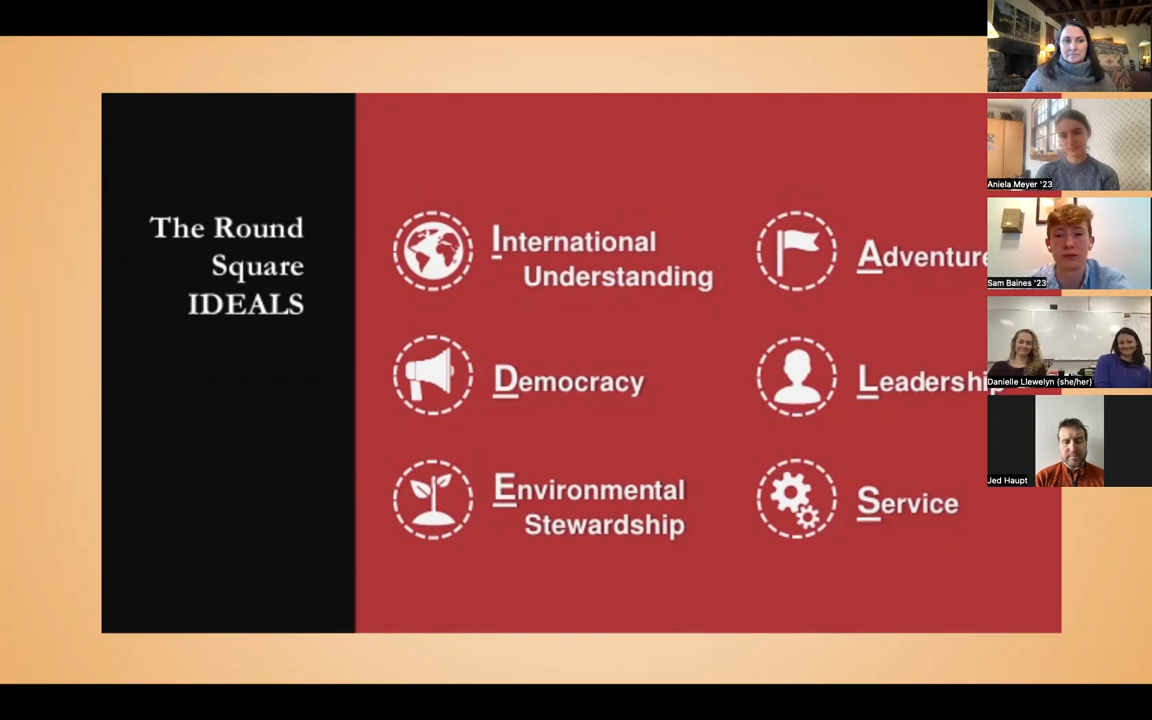 The Round
Square
IDEALS
International
Understanding
Democracy
Environmental
Stewardship
Adventure
Leadership
Service
Aniela Meyer '23
Sam Baines '23
Danielle Llewelyn (she/her)
Jed Haupt